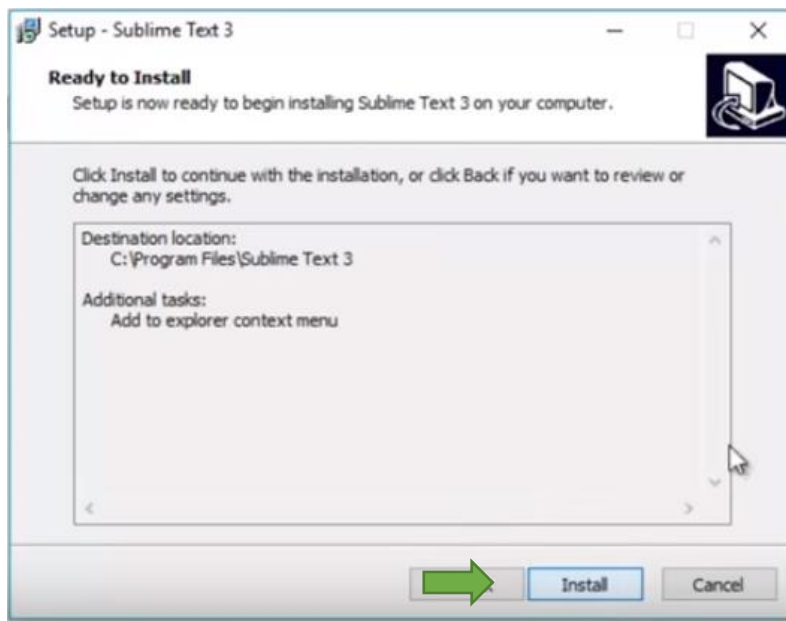 Setup - Sublime Text 3
Ready to Install
Setup is now ready to begin installing Sublime Text 3 on your computer.
Click Install to continue with the installation, or click Back if you want to review or
change any settings.
Destination location:
C:\Program Files\Sublime Text 3
Additional tasks:
Add to explorer context menu
Install
Cancel